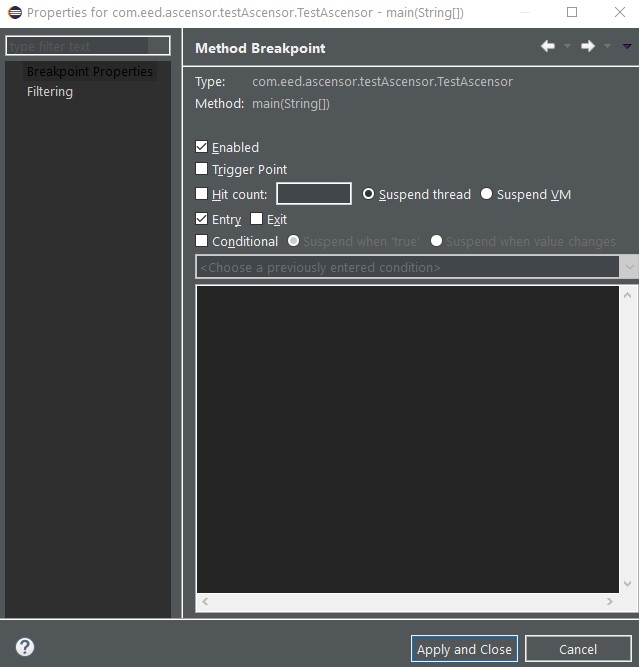 Properties for com.eed.ascensor.testAscensor.TestAscensor - main(String[])
type filter text
Breakpoint Properties
Filtering
Method Breakpoint
Type: com.eed.ascensor.testAscensor.TestAscensor
Method: main(String[])
Enabled
Trigger Point
Hit count: Suspend thread Suspend VM
Entry Exit
Conditional Suspend when 'true' Suspend when value changes
<Choose a previously entered condition>
?
Apply and Close Cancel